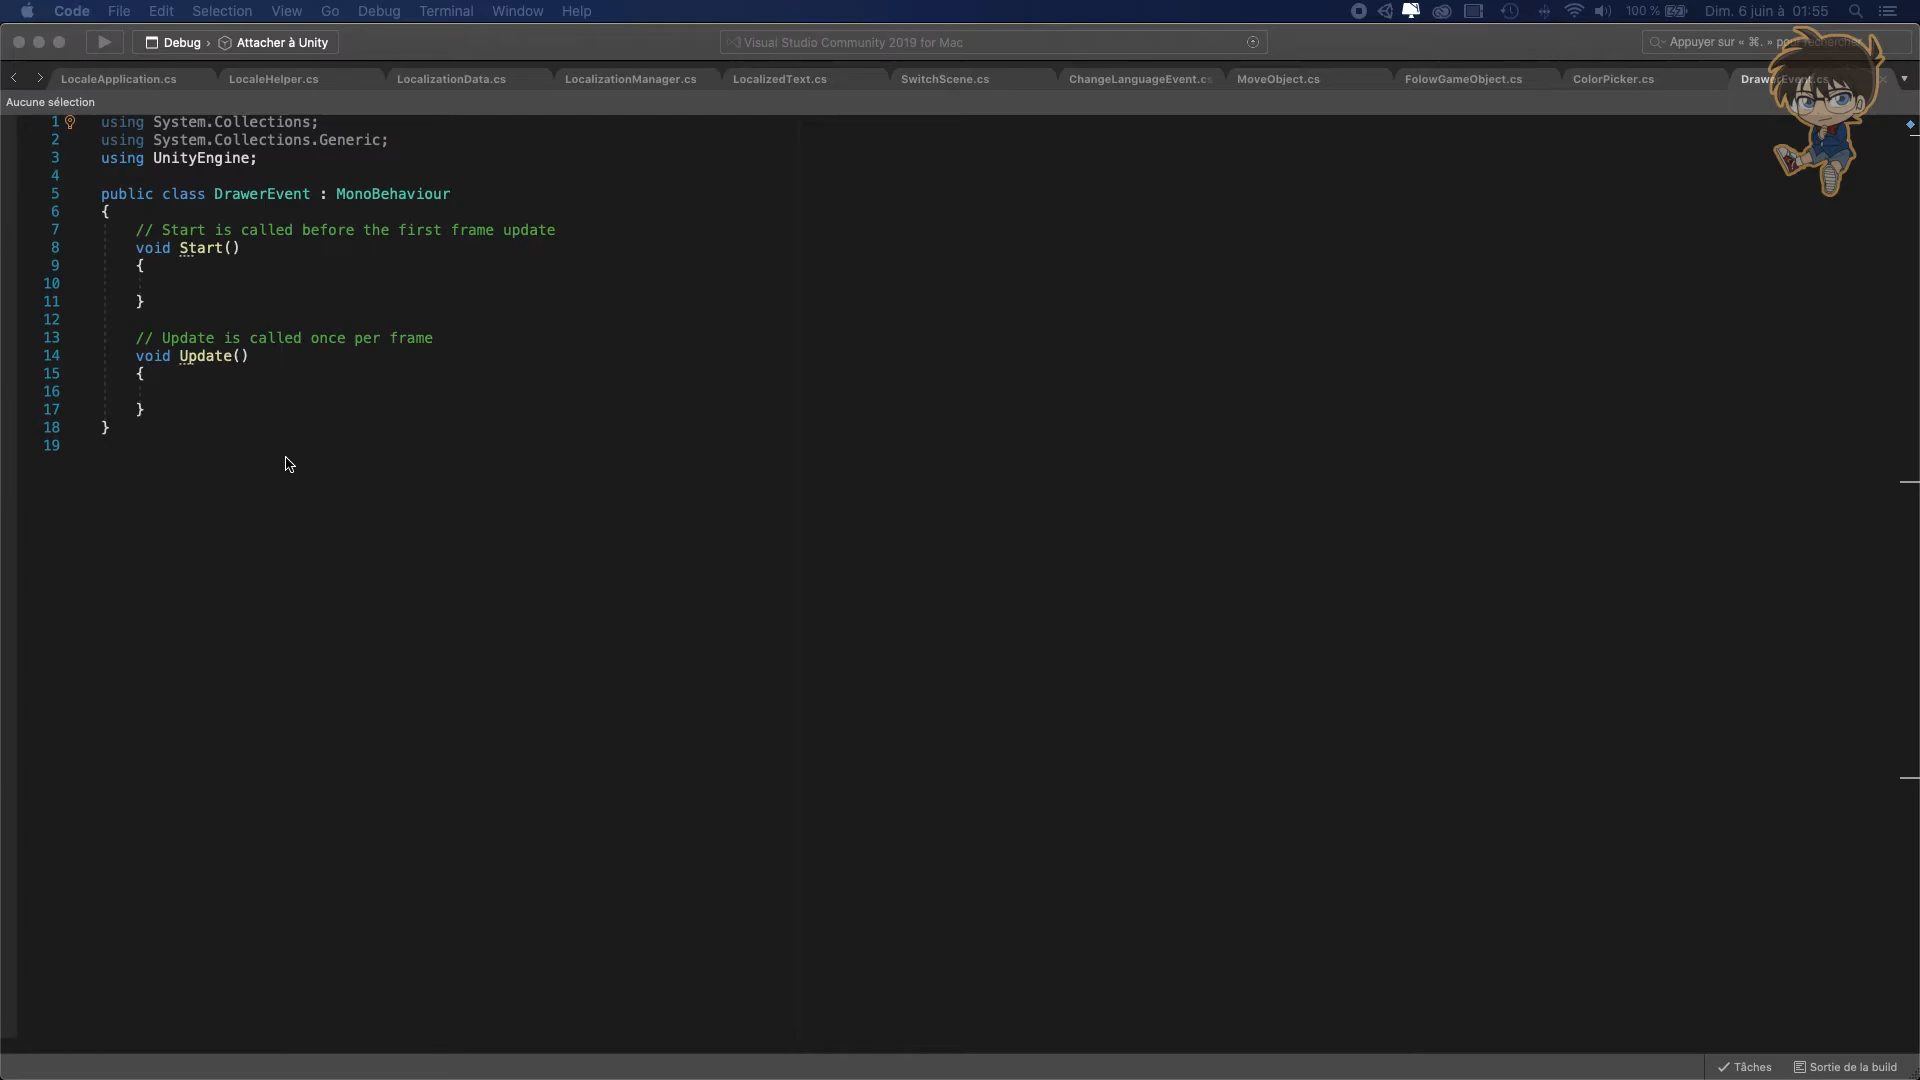 Code File Edit Selection View Go Debug Terminal Window Help 100 % Dim. 6 juin à 01:55
Debug › Attacher à Unity Visual Studio Community 2019 for Mac Appuyer sur « ⌘. » pour rechercher
LocaleApplication.cs LocaleHelper.cs LocalizationData.cs LocalizationManager.cs LocalizedText.cs SwitchScene.cs ChangeLanguageEvent.cs MoveObject.cs FolowGameObject.cs ColorPicker.cs DrawerEvent.cs
Aucune sélection
1 using System.Collections;
2 using System.Collections.Generic;
3 using UnityEngine;
4
5 public class DrawerEvent : MonoBehaviour
6 {
7 // Start is called before the first frame update
8 void Start()
9 {
10
11 }
12
13 // Update is called once per frame
14 void Update()
15 {
16
17 }
18 }
19
Tâches Sortie de la build